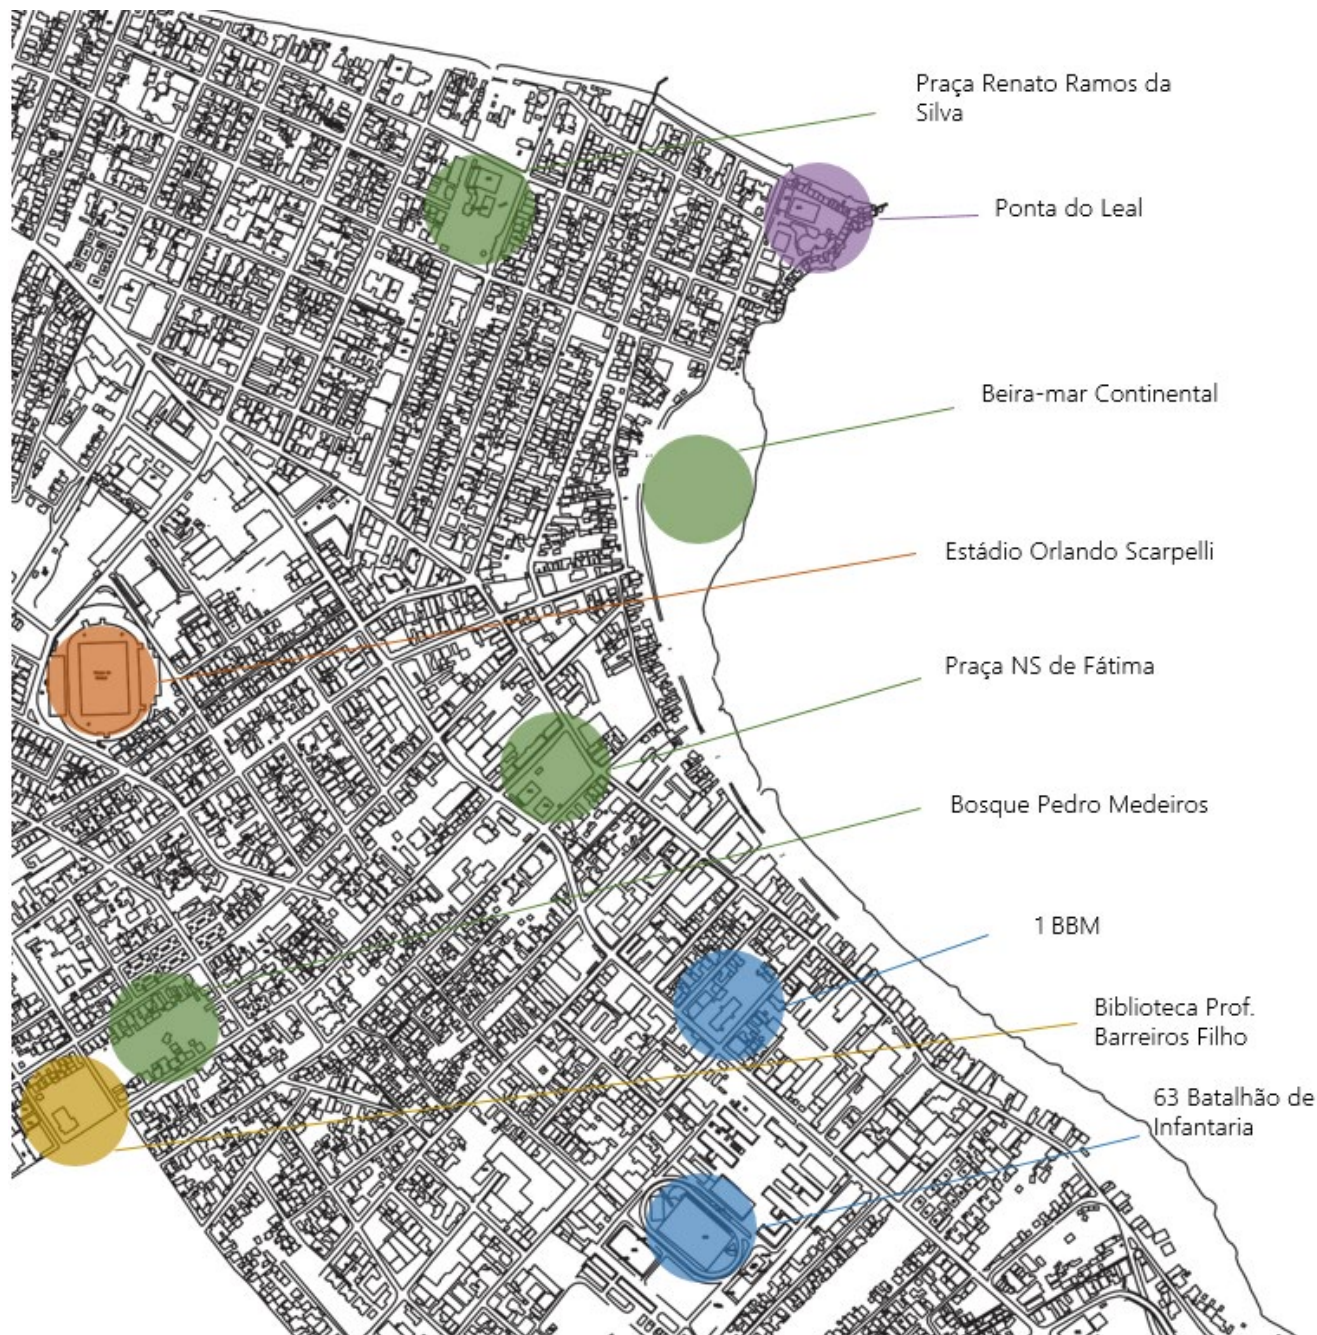 Praça Renato Ramos da
Silva
Ponta do Leal
Beira-mar Continental
Estádio Orlando Scarpelli
Praça NS de Fátima
Bosque Pedro Medeiros
1 BBM
Biblioteca Prof.
Barreiros Filho
63 Batalhão de
Infantaria